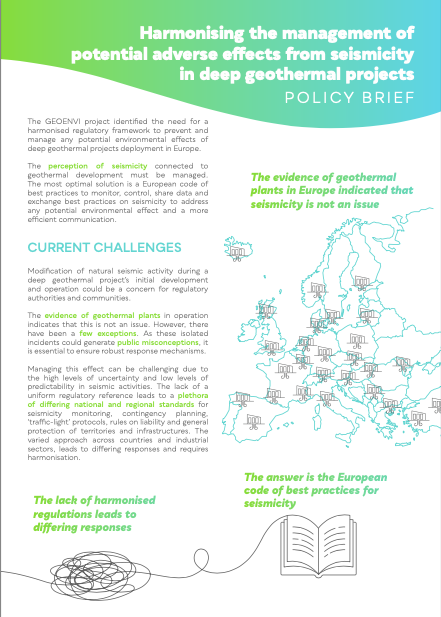 Harmonising the management of
potential adverse effects from seismicity
in deep geothermal projects
POLICY BRIEF
The GEOENVI project identified the need for a
harmonised regulatory framework to prevent and
manage any potential environmental effects of
deep geothermal projects deployment in Europe.
The perception of seismicity connected to
geothermal development must be managed.
The most optimal solution is a European code of
best practices to monitor, control, share data and
exchange best practices on seismicity to address
any potential environmental effect and a more
efficient communication.
CURRENT CHALLENGES
Modification of natural seismic activity during a
deep geothermal project's initial development
and operation could be a concern for regulatory
authorities and communities.
The evidence of geothermal plants in operation
indicates that this is not an issue. However, there
have been a few exceptions. As these isolated
incidents could generate public misconceptions, it
is essential to ensure robust response mechanisms.
Managing this effect can be challenging due to
the high levels of uncertainty and low levels of
predictability in seismic activities. The lack of a
uniform regulatory reference leads to a plethora
of differing national and regional standards for
seismicity monitoring, contingency planning,
'traffic-light' protocols, rules on liability and general
protection of territories and infrastructures. The
varied approach across countries and industrial
sectors, leads to differing responses and requires
harmonisation.
The evidence of geothermal
plants in Europe indicated that
seismicity is not an issue
The lack of harmonised
regulations leads to
differing responses
The answer is the European
code of best practices for
seismicity